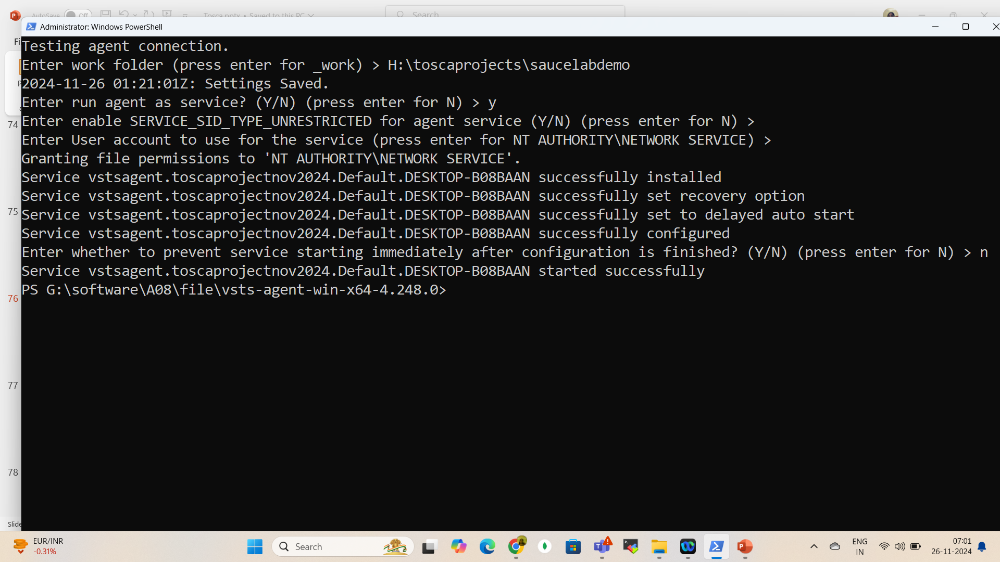 AutoSave Off Tosca.pptx • Saved to this PC Search
Administrator: Windows PowerShell
Fi
Testing agent connection.
Enter work folder (press enter for _work) > H:\toscaprojects\saucelabdemo
P
2024-11-26 01:21:01Z: Settings Saved.
Enter run agent as service? (Y/N) (press enter for N) > y
Enter enable SERVICE_SID_TYPE_UNRESTRICTED for agent service (Y/N) (press enter for N) >
Enter User account to use for the service (press enter for NT AUTHORITY\NETWORK SERVICE) >
Granting file permissions to 'NT AUTHORITY\NETWORK SERVICE'.
Service vstsagent.toscaprojectnov2024.Default.DESKTOP-B08BAAN successfully installed
Service vstsagent.toscaprojectnov2024.Default.DESKTOP-B08BAAN successfully set recovery option
Service vstsagent.toscaprojectnov2024.Default.DESKTOP-B08BAAN successfully set to delayed auto start
Service vstsagent.toscaprojectnov2024.Default.DESKTOP-B08BAAN successfully configured
Enter whether to prevent service starting immediately after configuration is finished? (Y/N) (press enter for N) > n
Service vstsagent.toscaprojectnov2024.Default.DESKTOP-B08BAAN started successfully
PS G:\software\A08\file\vsts-agent-win-x64-4.248.0>
74
75
76
77
78
Slide
EUR/INR
-0.31%
Search
ENG
IN
07:01
26-11-2024